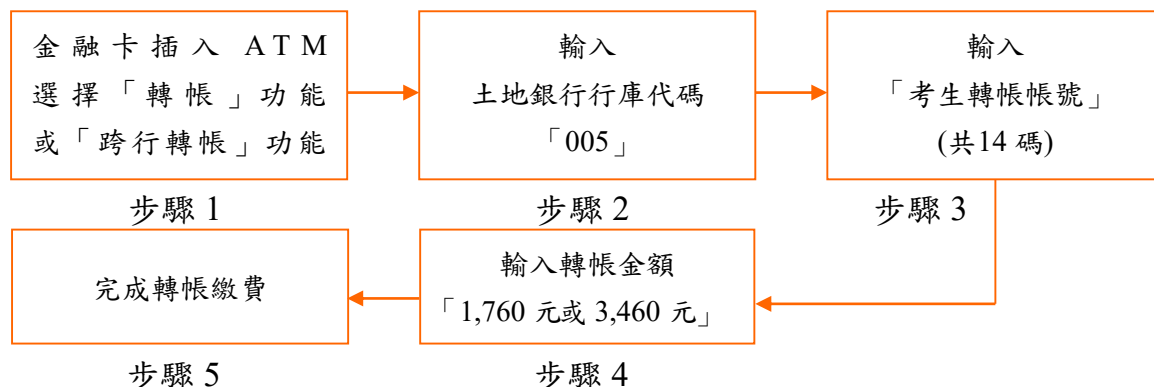 金融卡插入 ATM
選擇「轉帳」功能
或「跨行轉帳」功能
步驟 1
輸入
土地銀行行庫代碼
「005」
步驟 2
輸入
「考生轉帳帳號」
(共14 碼)
步驟 3
輸入轉帳金額
「1,760 元或 3,460 元」
步驟 4
完成轉帳繳費
步驟 5